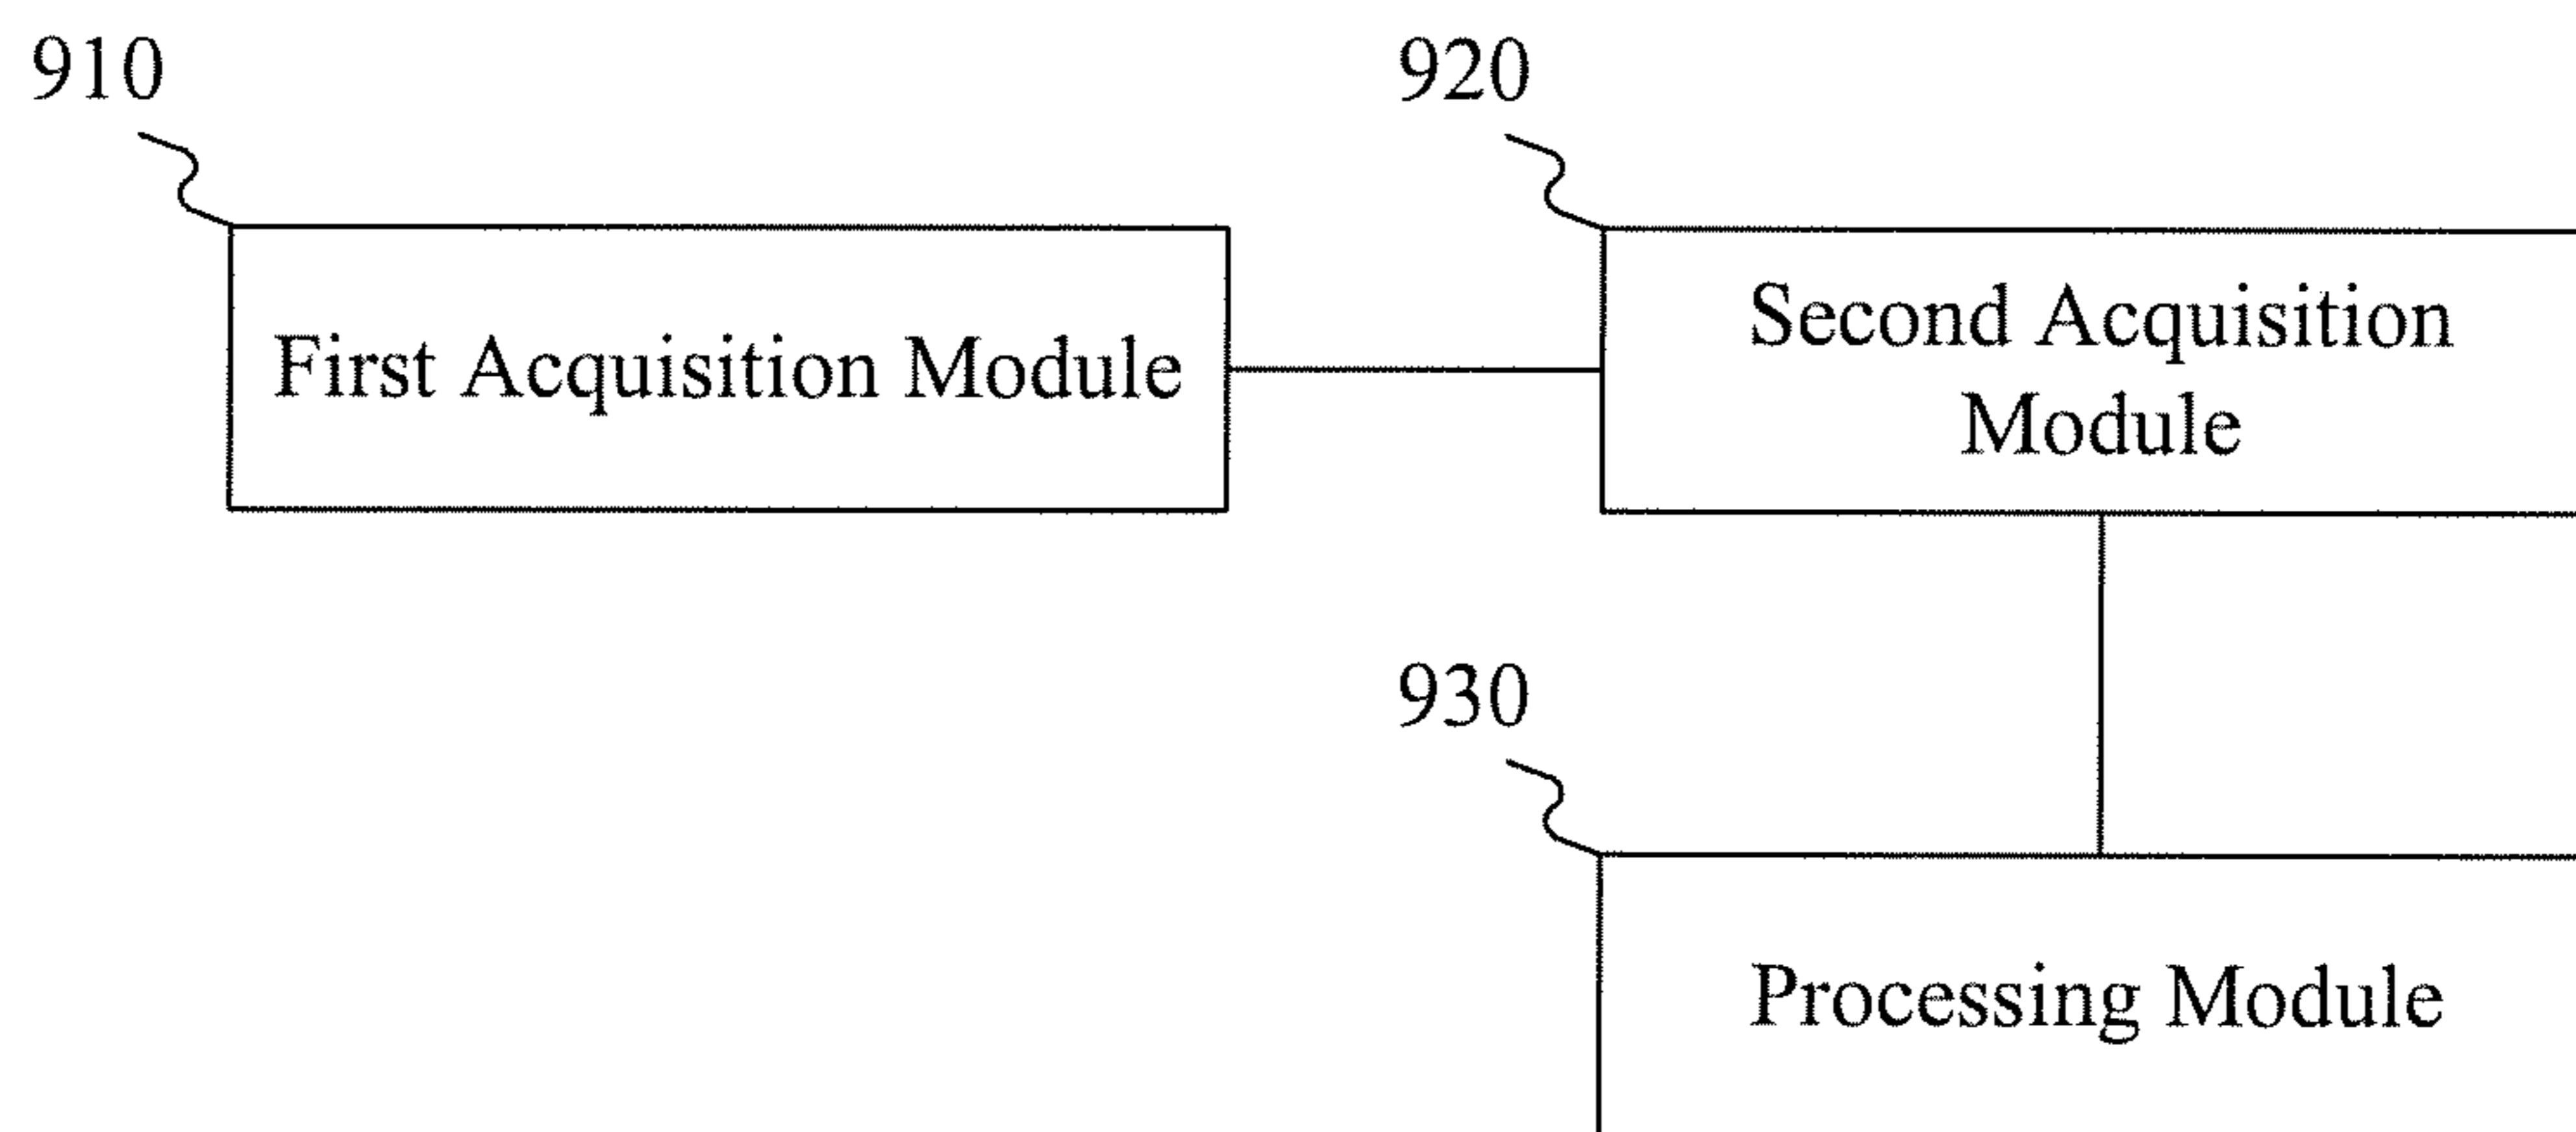 910
920
First Acquisition Module
Second Acquisition
Module
930
Processing Module